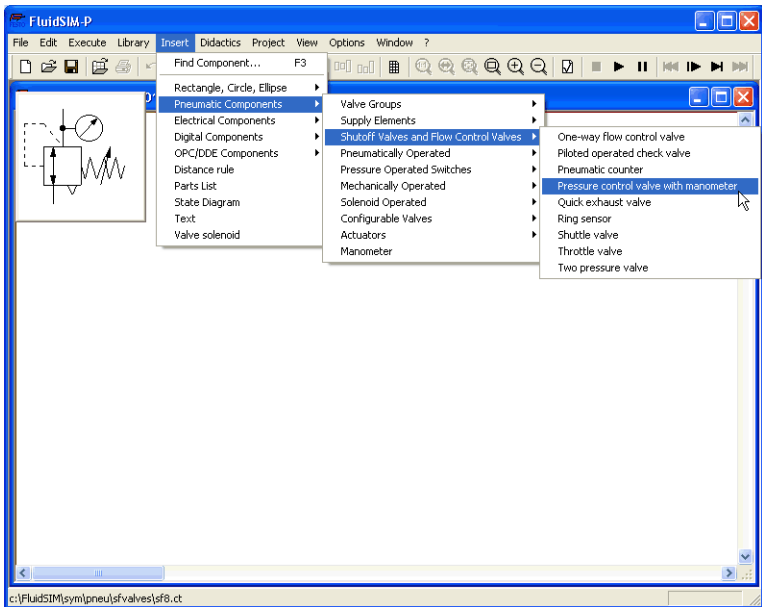 FluidSIM-P
File Edit Execute Library Insert Didactics Project View Options Window ?
Find Component... F3
Rectangle, Circle, Ellipse
Pneumatic Components
Electrical Components
Digital Components
OPC/DDE Components
Distance rule
Parts List
State Diagram
Text
Valve solenoid
Valve Groups
Supply Elements
Shutoff Valves and Flow Control Valves
Pneumatically Operated
Pressure Operated Switches
Mechanically Operated
Solenoid Operated
Configurable Valves
Actuators
Manometer
One-way flow control valve
Piloted operated check valve
Pneumatic counter
Pressure control valve with manometer
Quick exhaust valve
Ring sensor
Shuttle valve
Throttle valve
Two pressure valve
c:\FluidSIM\sym\pneu\sfvalves\sf8.ct